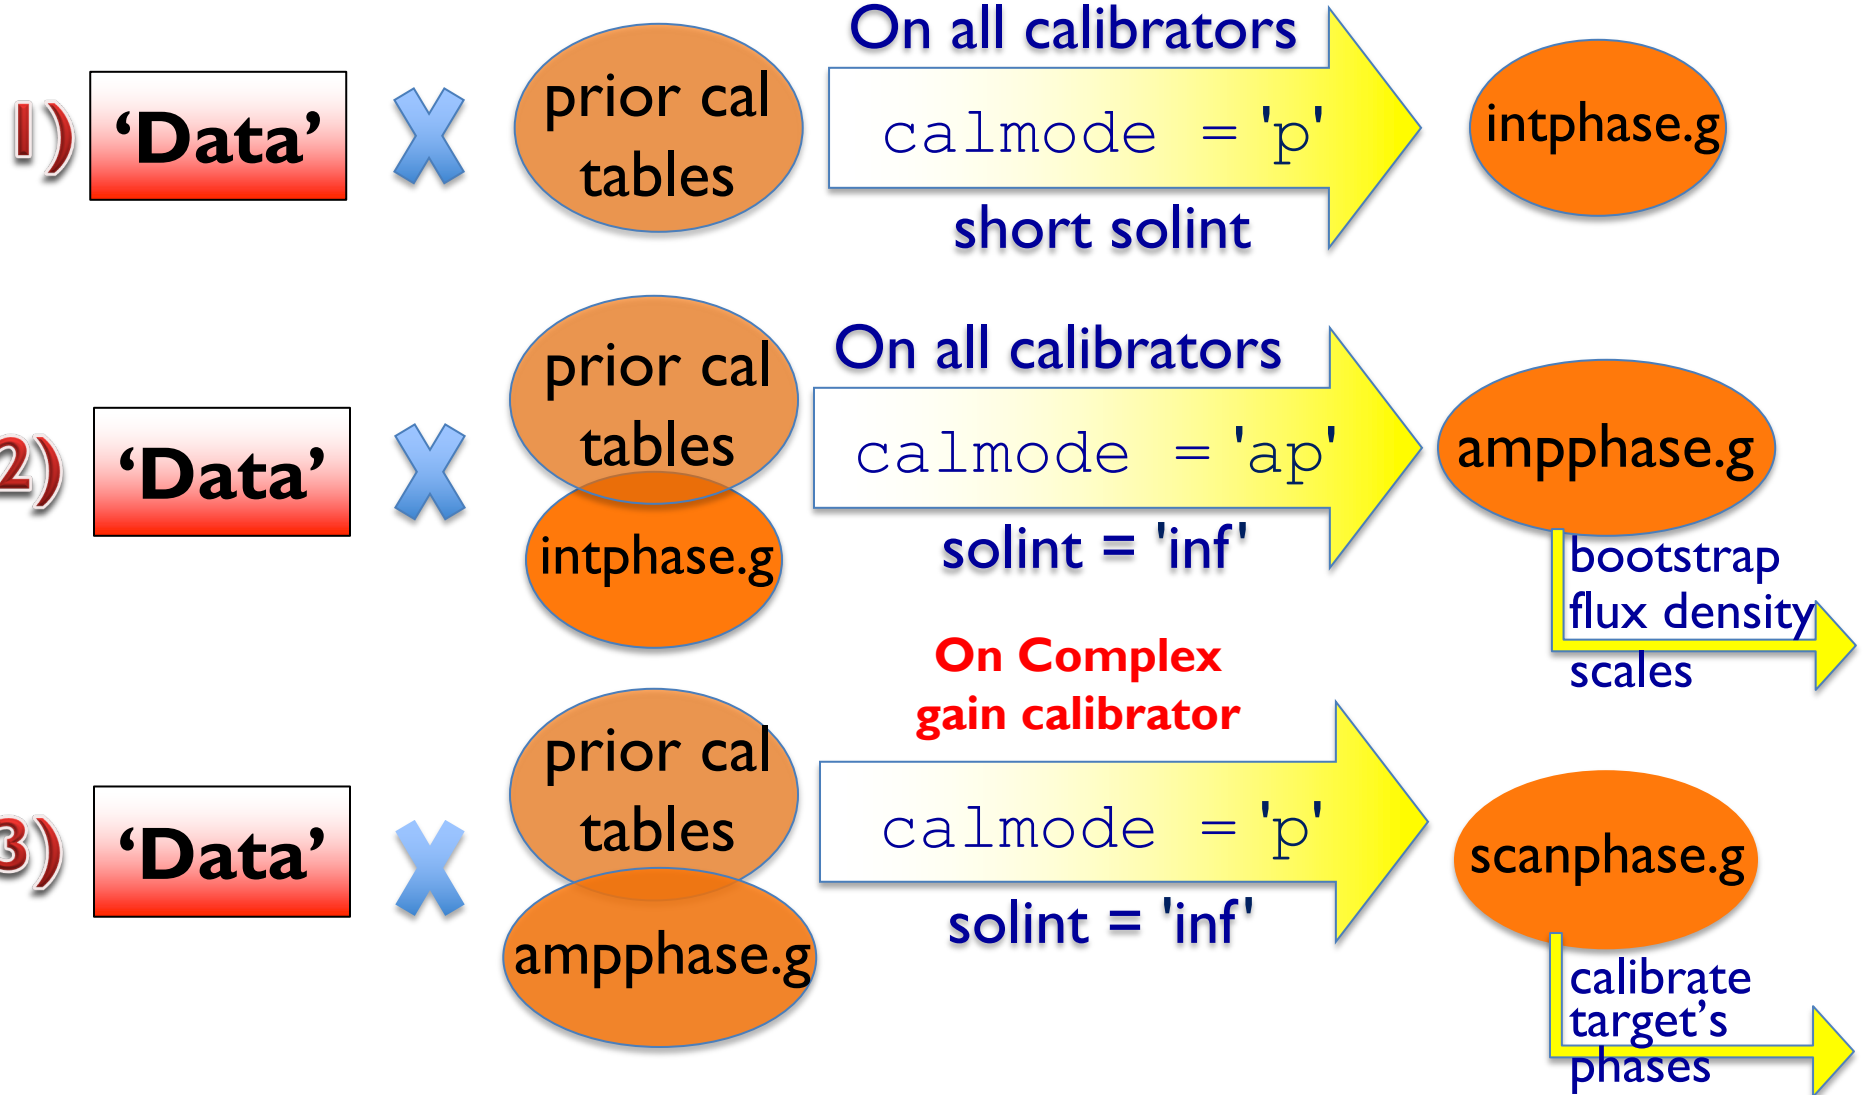 On all calibrators
1) ‘Data’ prior cal tables calmode = 'p' intphase.g
short solint
On all calibrators
2) ‘Data’ prior cal tables calmode = 'ap' ampphase.g
intphase.g
solint = 'inf'
bootstrap
flux density
scales
On Complex
gain calibrator
3) ‘Data’ prior cal tables calmode = 'p' scanphase.g
ampphase.g
solint = 'inf'
calibrate
target’s
phases